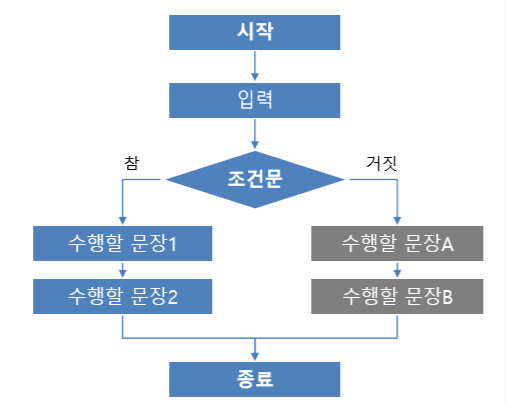 시작
입력
참
거짓
조건문
수행할 문장1
수행할 문장A
수행할 문장2
수행할 문장B
종료